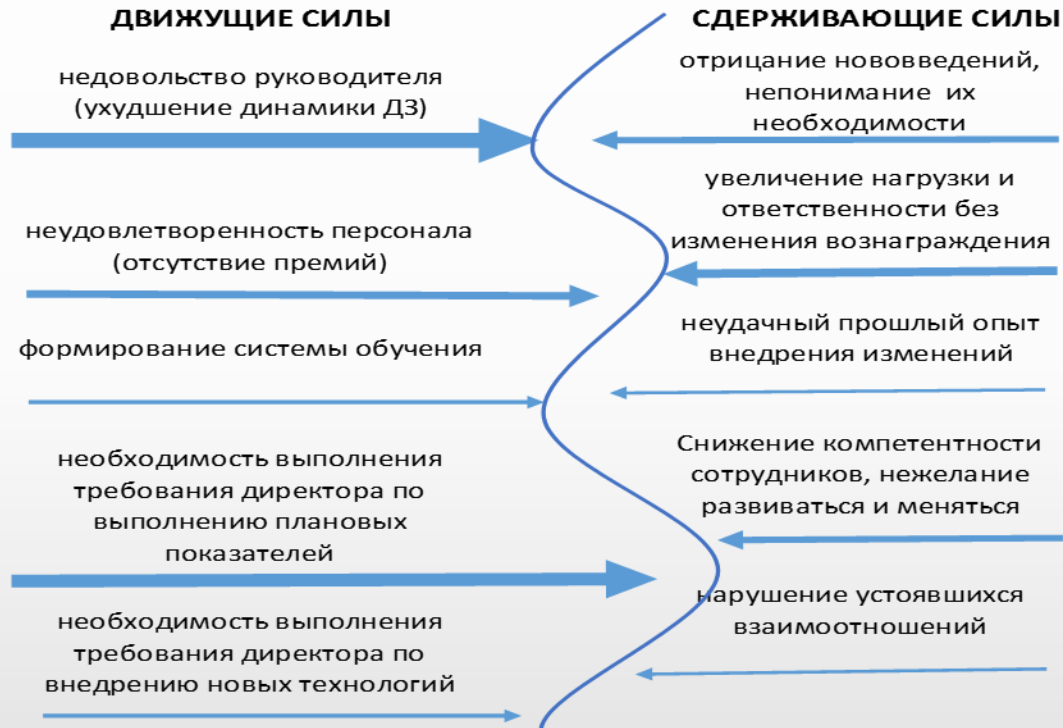 ДВИЖУЩИЕ СИЛЫ
недовольство руководителя
(ухудшение динамики ДЗ)
неудовлетворенность персонала
(отсутствие премий)
формирование системы обучения
необходимость выполнения
требования директора по
выполнению плановых
показателей
необходимость выполнения
требования директора по
внедрению новых технологий
СДЕРЖИВАЮЩИЕ СИЛЫ
отрицание нововведений,
непонимание их
необходимости
увеличение нагрузки и
ответственности без
изменения вознаграждения
неудачный прошлый опыт
внедрения изменений
Снижение компетентности
сотрудников, нежелание
развиваться и меняться
нарушение устоявшихся
взаимоотношений